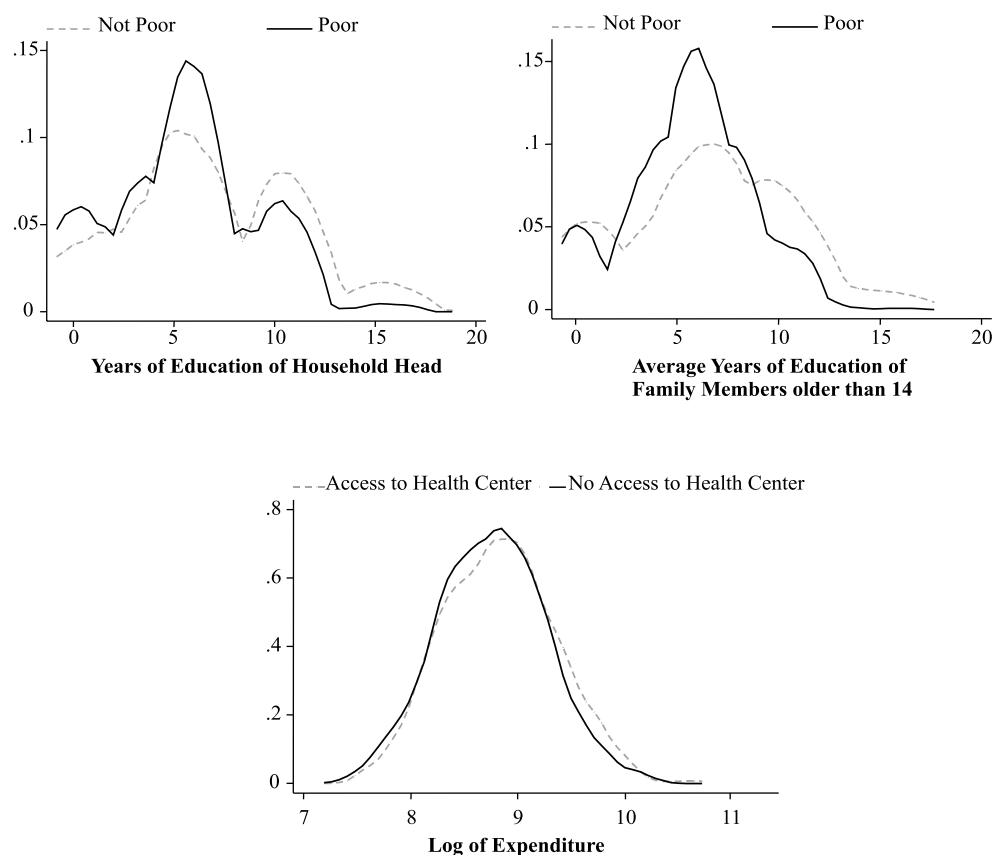 Not Poor Poor
.15
.1
.05
0
0 5 10 15 20
Years of Education of Household Head
Not Poor Poor
.15
.1
.05
0
0 5 10 15 20
Average Years of Education of
Family Members older than 14
Access to Health Center No Access to Health Center
.8
.6
.4
.2
0
7 8 9 10 11
Log of Expenditure